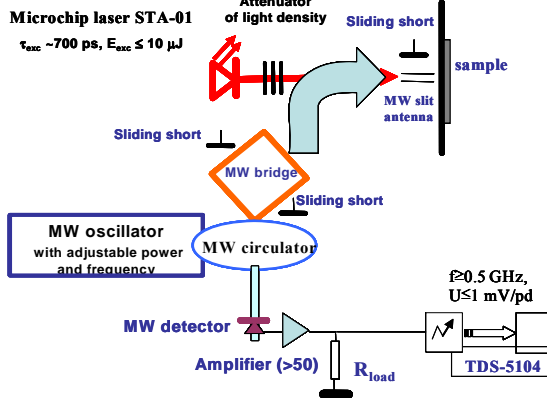 Microchip laser STA-01
τexc ~700 ps, Eexc ≤ 10 μJ
Attenuator
of light density
Sliding short
sample
MW slit
antenna
Sliding short
MW bridge
Sliding short
MW oscillator
with adjustable power
and frequency
MW circulator
f≥0.5 GHz,
U≤1 mV/pd
MW detector
Amplifier (>50)
Rload
TDS-5104